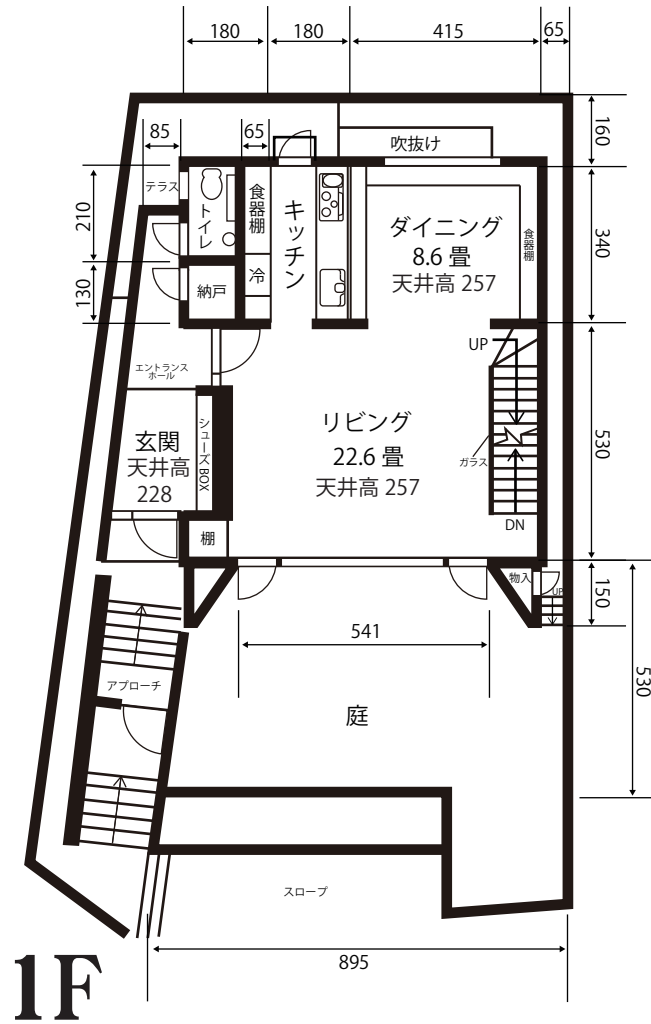 180
180
415
65
160
85
65
吹抜け
テラス
トイレ
食器棚
キッチン
ダイニング
8.6 畳
天井高 257
食器棚
340
210
冷
納戸
130
UP
エントランス
ホール
リビング
22.6 畳
天井高 257
玄関
天井高
228
シューズ BOX
ガラス
530
棚
DN
物入
UP
150
541
530
アプローチ
庭
スロープ
895
1F